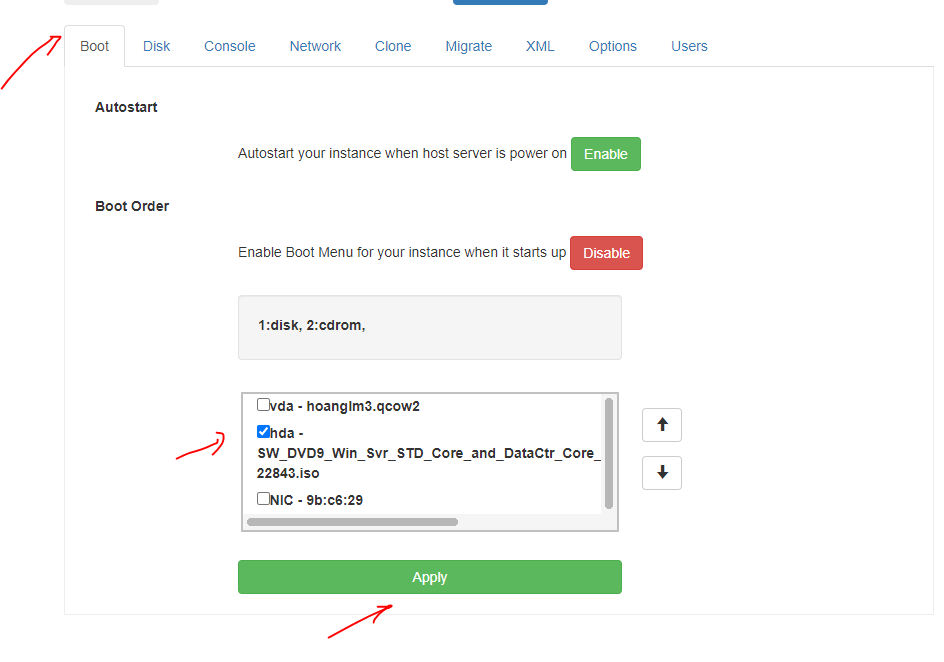 Boot Disk Console Network Clone Migrate XML Options Users
Autostart
Autostart your instance when host server is power on Enable
Boot Order
Enable Boot Menu for your instance when it starts up Disable
1:disk, 2:cdrom,
vda - hoanglm3.qcow2
hda -
SW_DVD9_Win_Svr_STD_Core_and_DataCtr_Core_
22843.iso
NIC - 9b:c6:29
Apply